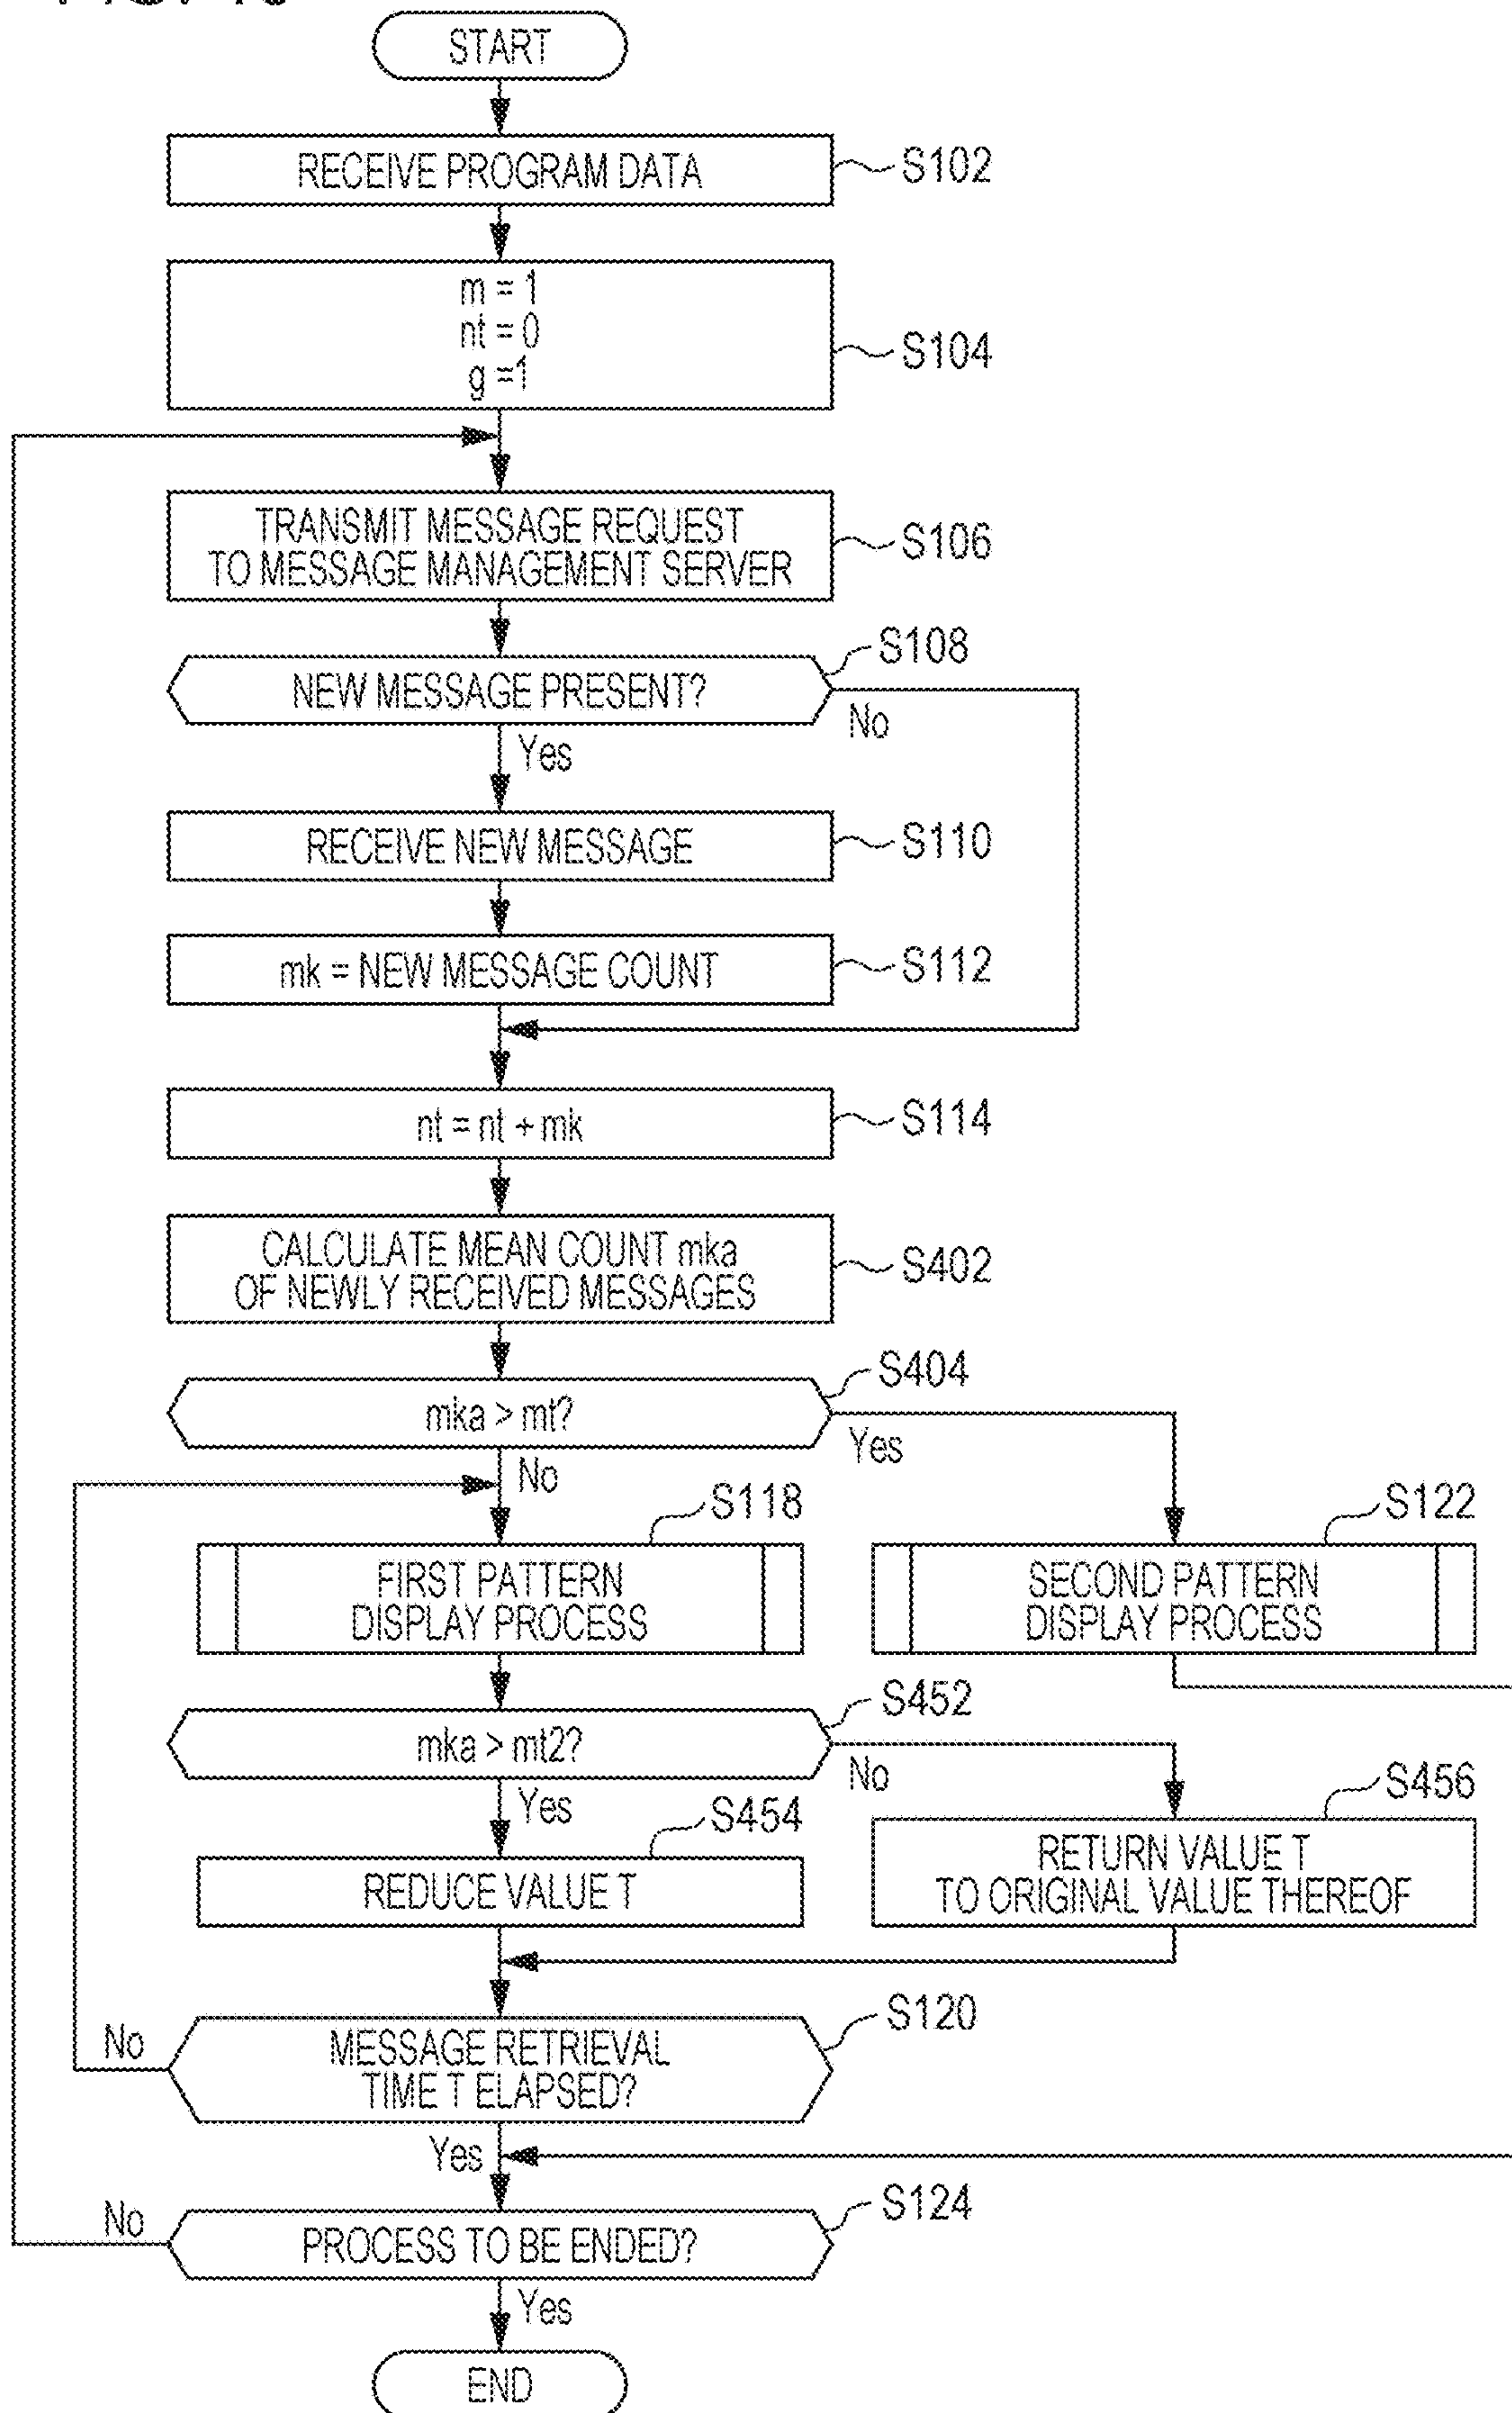 START
RECEIVE PROGRAM DATA
S102
m = 1
nt = 0
g =1
S104
TRANSMIT MESSAGE REQUEST
TO MESSAGE MANAGEMENT SERVER
S106
S108
NEW MESSAGE PRESENT?
No
Yes
RECEIVE NEW MESSAGE
S110
mk = NEW MESSAGE COUNT
S112
nt = nt + mk
S114
CALCULATE MEAN COUNT mka
OF NEWLY RECEIVED MESSAGES
S402
S404
mka > mt?
Yes
No
S118
S122
FIRST PATTERN
DISPLAY PROCESS
SECOND PATTERN
DISPLAY PROCESS
S452
mka > mt2?
No
Yes
S454
S456
REDUCE VALUE T
RETURN VALUE T
TO ORIGINAL VALUE THEREOF
S120
No
MESSAGE RETRIEVAL
TIME T ELAPSED?
Yes
S124
No
PROCESS TO BE ENDED?
Yes
END